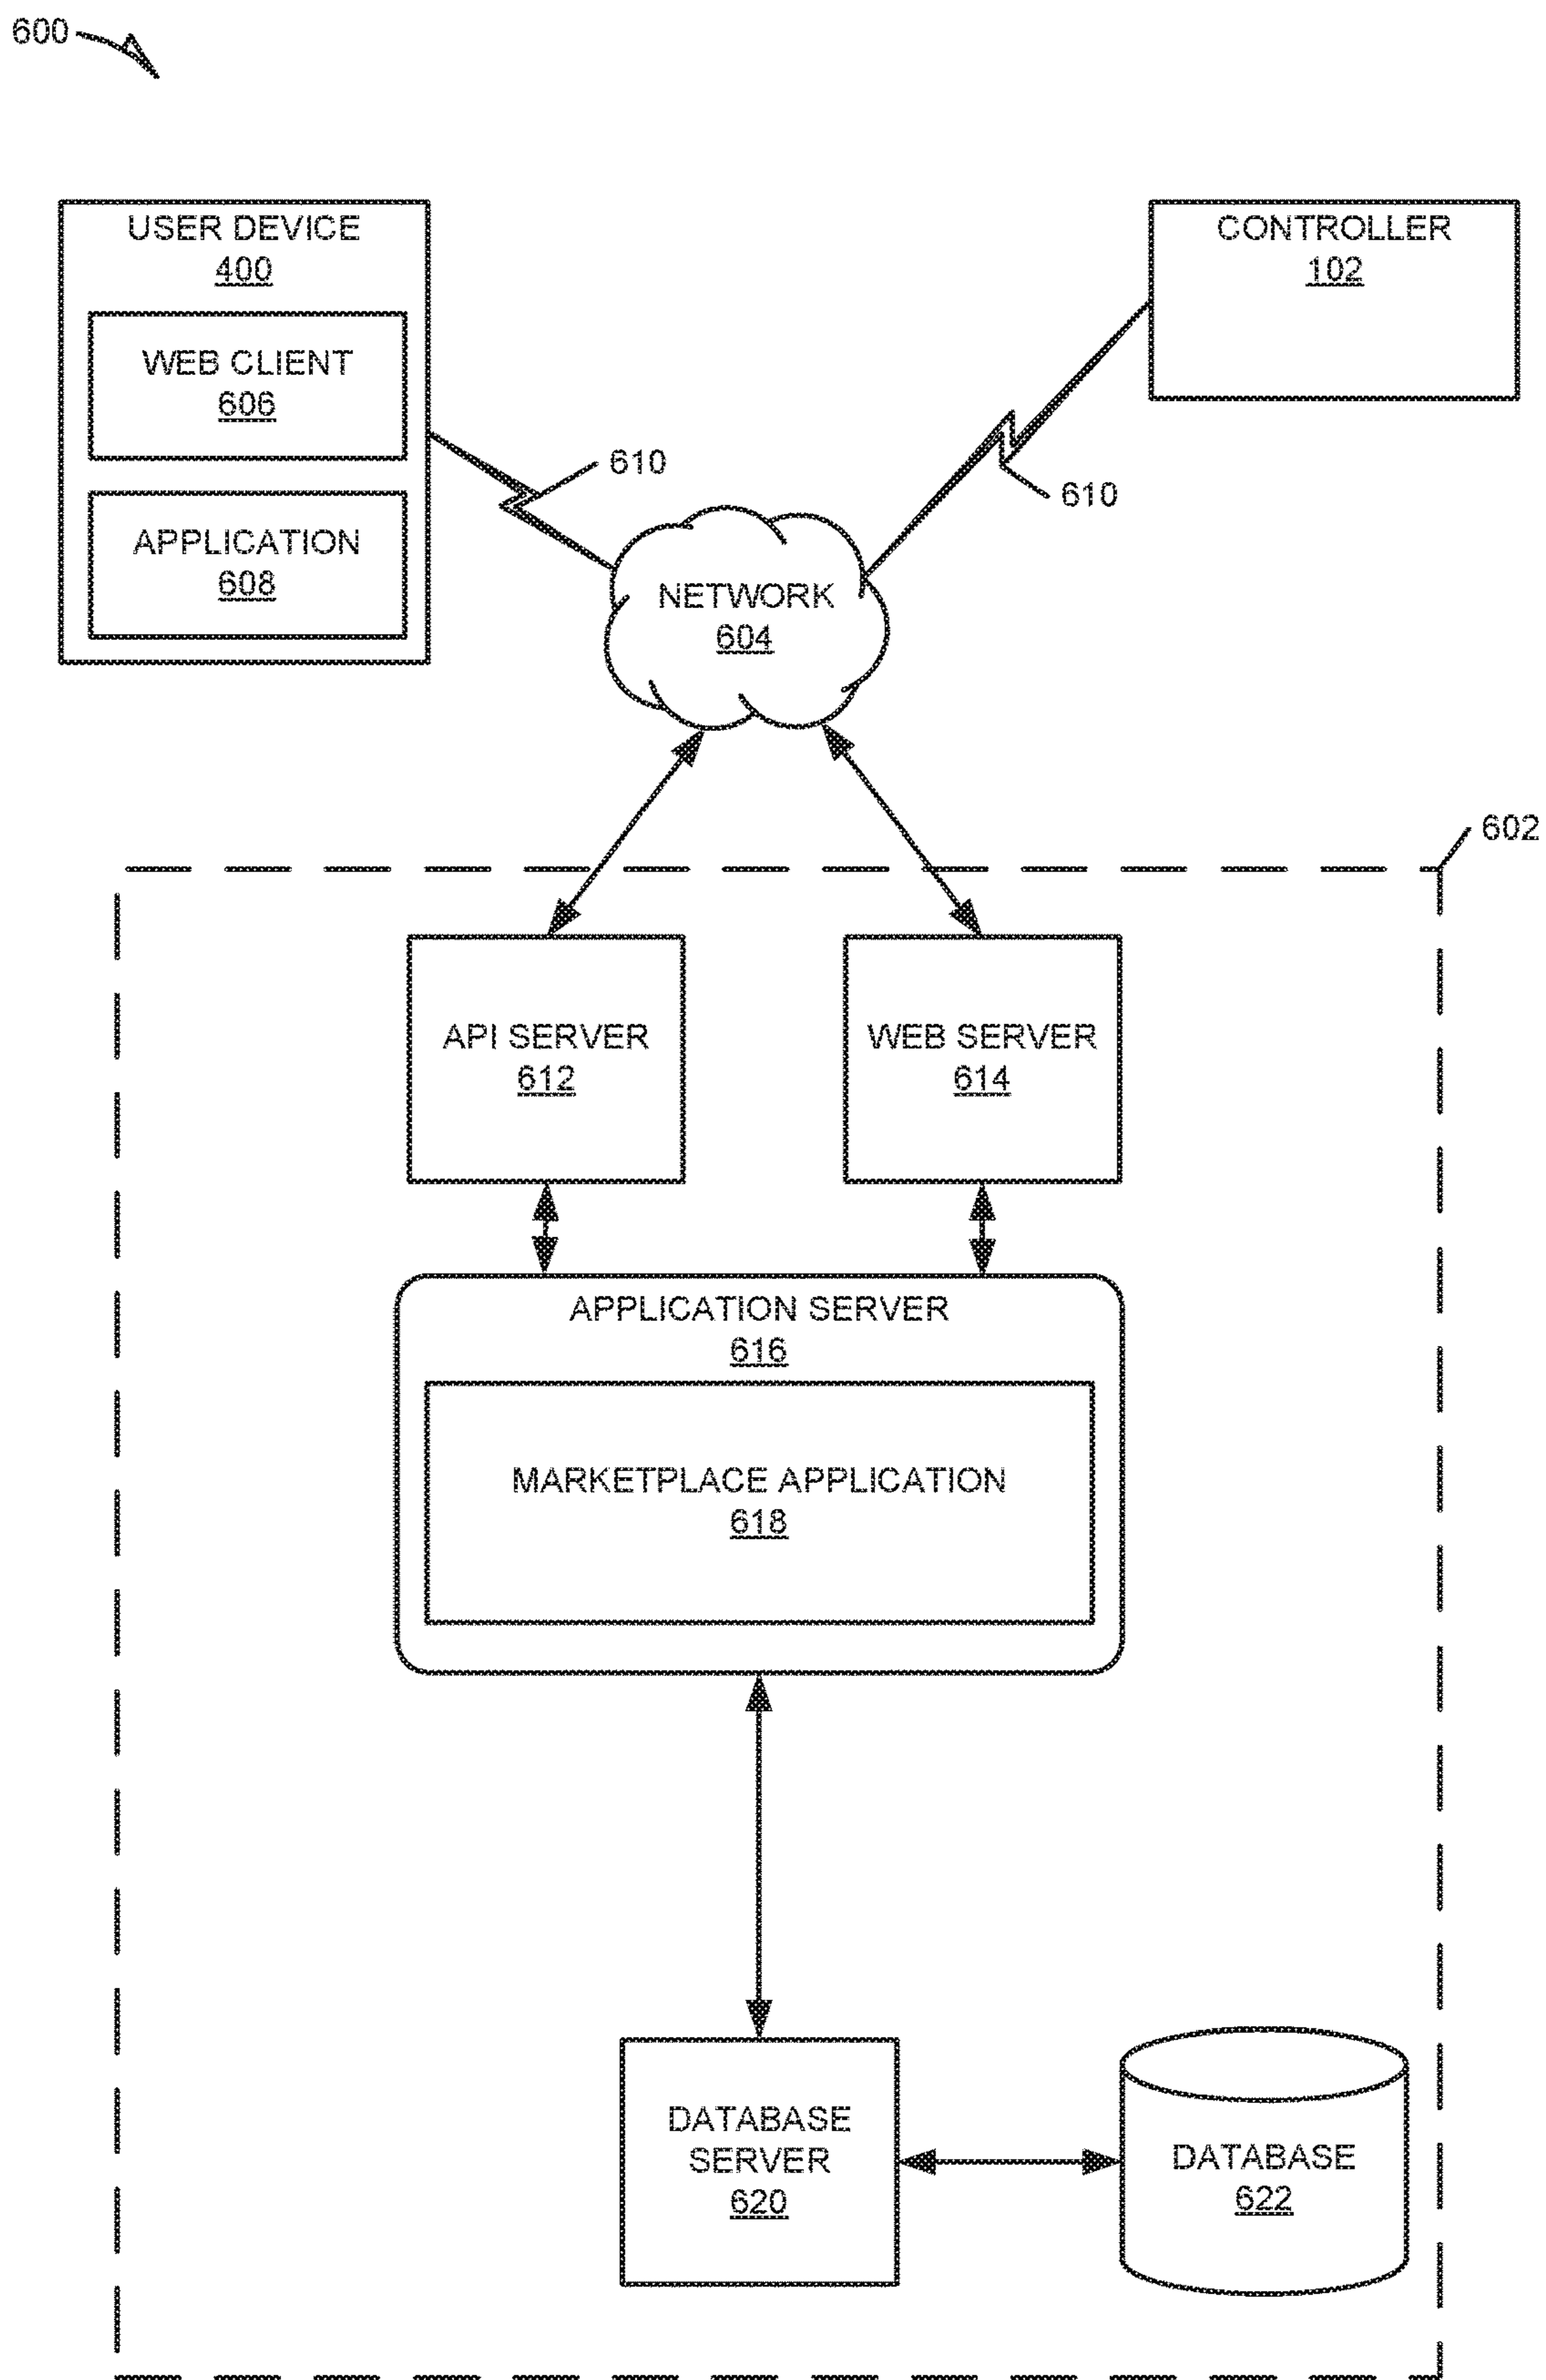 600
USER DEVICE
400
WEB CLIENT
606
APPLICATION
608
CONTROLLER
102
610
610
NETWORK
604
602
API SERVER
612
WEB SERVER
614
APPLICATION SERVER
616
MARKETPLACE APPLICATION
618
DATABASE
SERVER
620
DATABASE
622